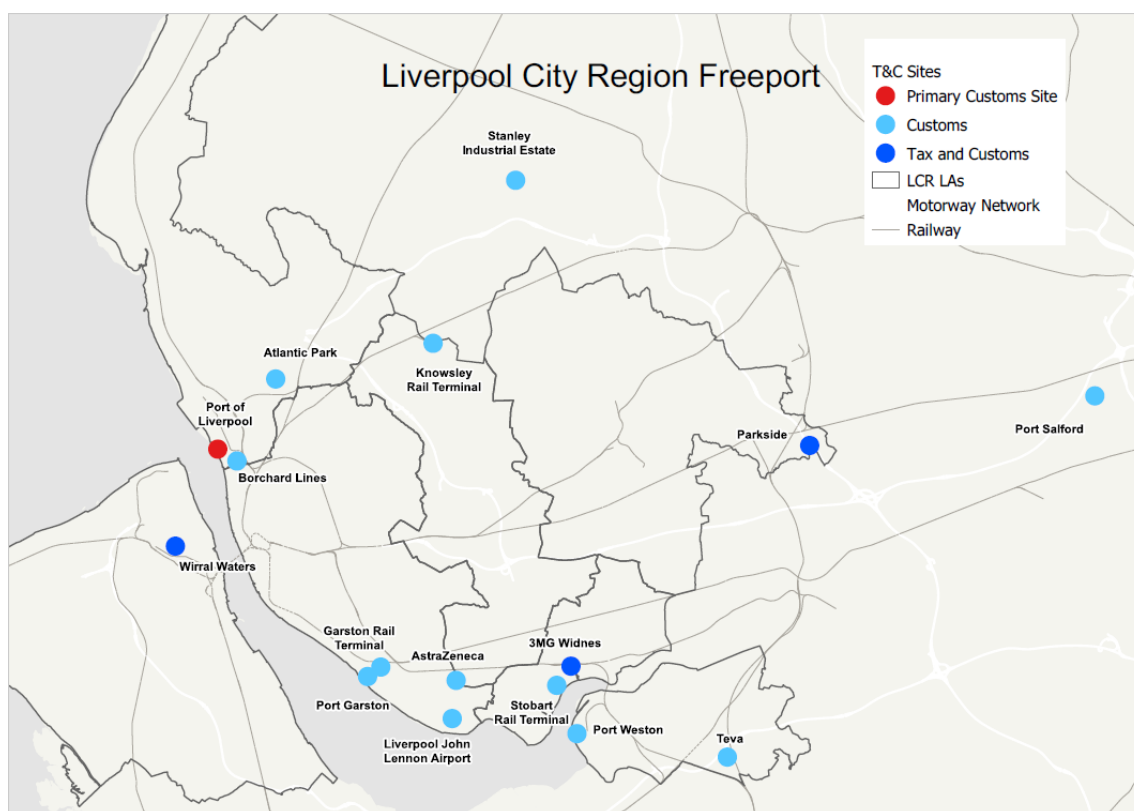 Liverpool City Region Freeport
T&C Sites
Primary Customs Site
Customs
Tax and Customs
LCR LAs
Motorway Network
Railway
Stanley
Industrial Estate
Atlantic Park
Knowsley
Rail Terminal
Port of
Liverpool
Borchard Lines
Parkside
Port Salford
Wirral Waters
Garston Rail
Terminal
AstraZeneca
3MG Widnes
Port Garston
Stobart
Rail Terminal
Port Weston
Liverpool John
Lennon Airport
Teva